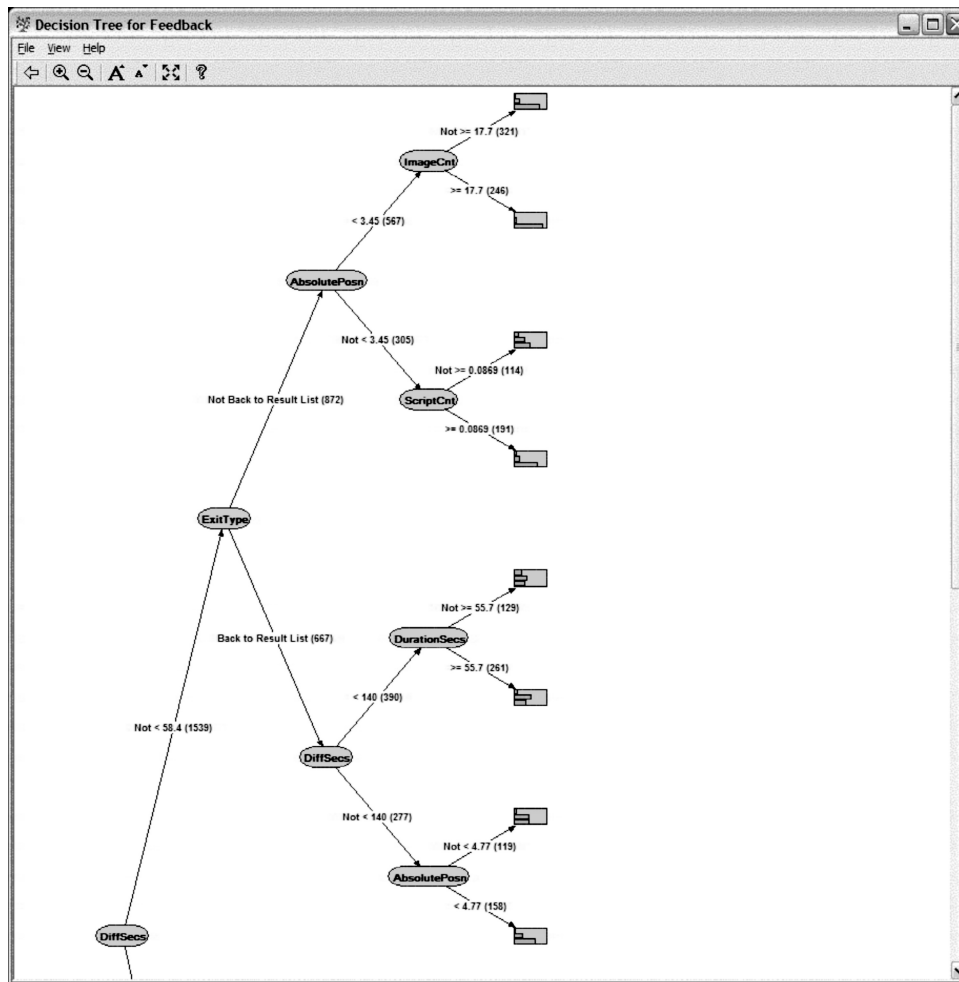 Decision Tree for Feedback
File View Help
Not >= 17.7 (321)
ImageCnt
>= 17.7 (246)
< 3.45 (567)
AbsolutePosn
Not < 3.45 (305)
Not >= 0.0869 (114)
Not Back to Result List (872)
ScriptCnt
>= 0.0869 (191)
ExitType
Not >= 55.7 (129)
Back to Result List (667)
DurationSecs
>= 55.7 (261)
< 140 (390)
Not < 58.4 (1539)
DiffSecs
Not < 140 (277)
Not < 4.77 (119)
AbsolutePosn
< 4.77 (158)
DiffSecs